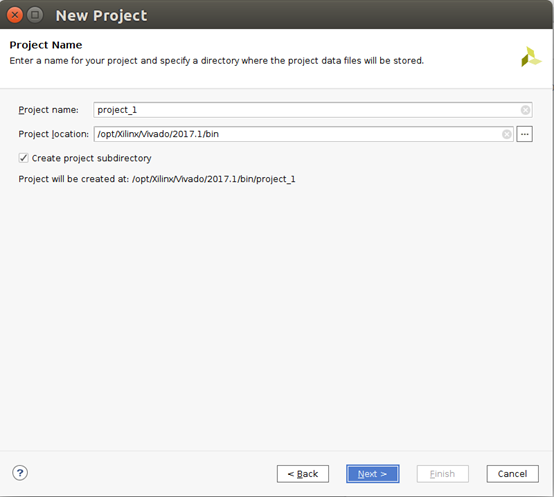 New Project
Project Name
Enter a name for your project and specify a directory where the project data files will be stored.
Project name: project_1
Project location: /opt/Xilinx/Vivado/2017.1/bin ...
Create project subdirectory
Project will be created at: /opt/Xilinx/Vivado/2017.1/bin/project_1
? < Back Next > Finish Cancel